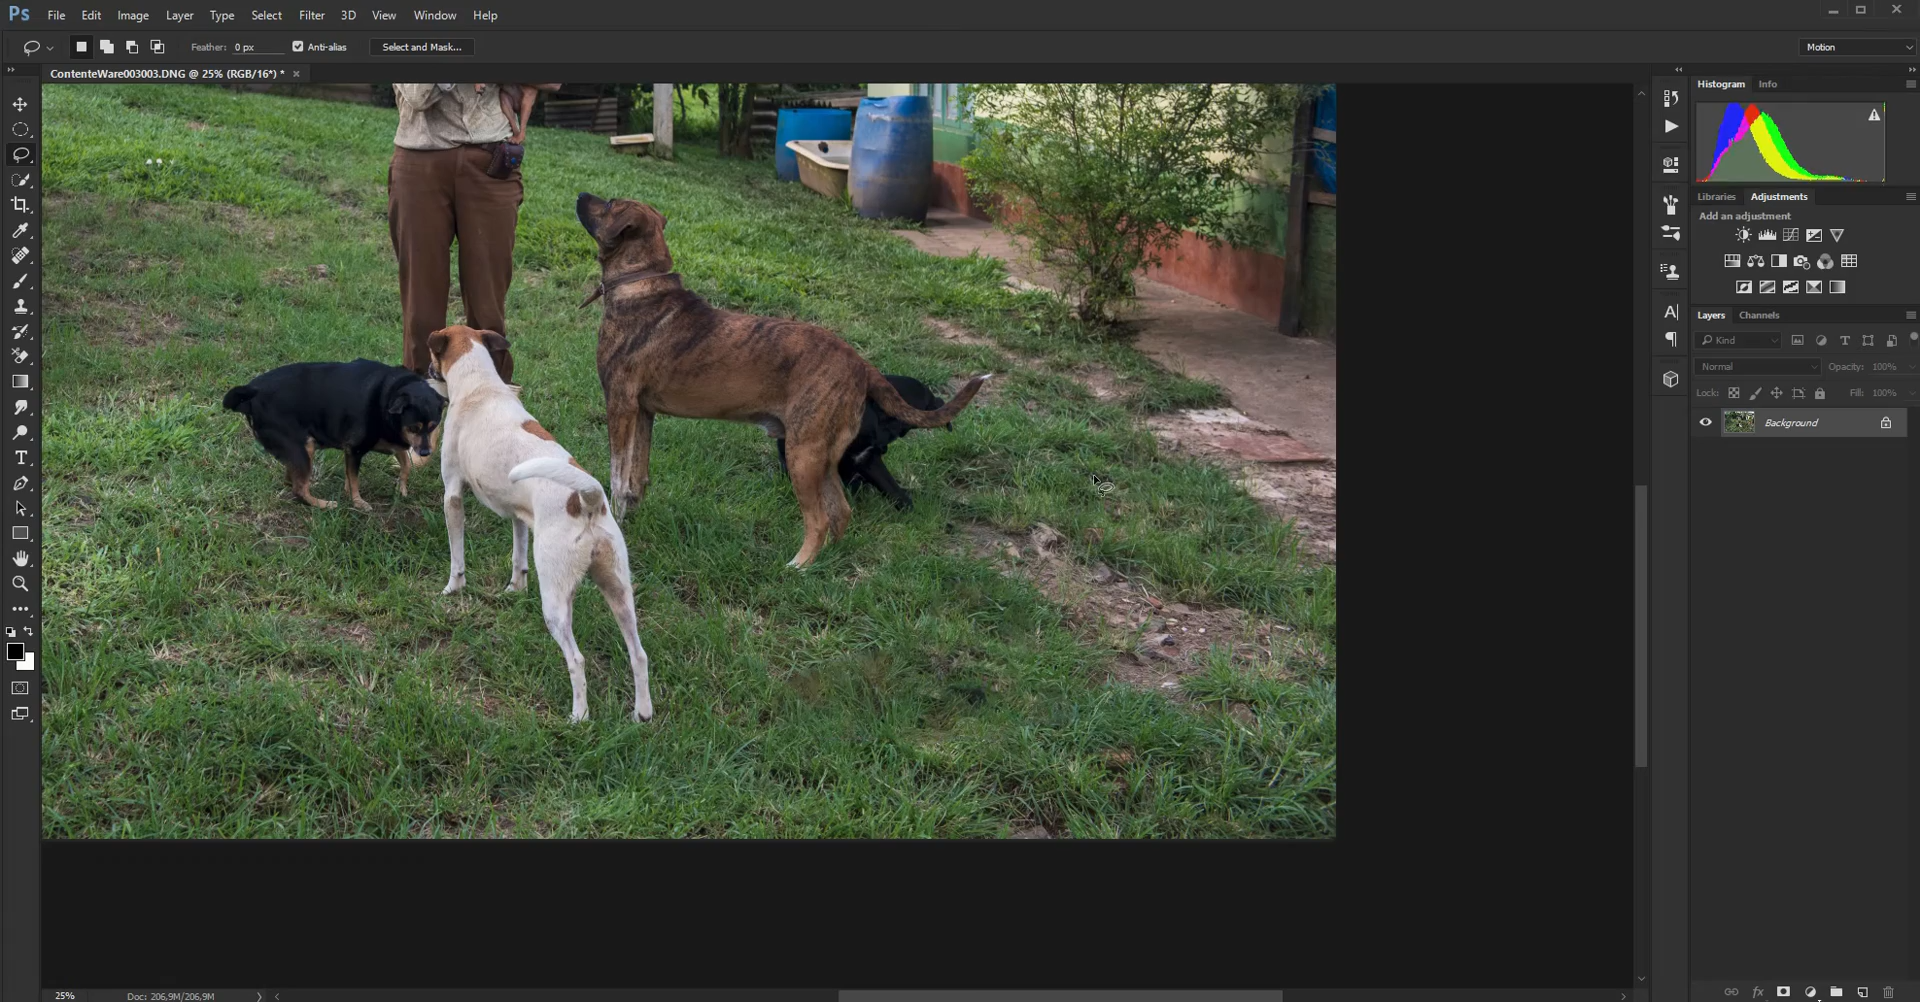 Ps File Edit Image Layer Type Select Filter 3D View Window Help
Feather: 0 px Anti-alias Select and Mask... Motion
ContenteWare003003.DNG @ 25% (RGB/16*) * ×
Histogram Info
Libraries Adjustments
Add an adjustment
Layers Channels
Kind
Normal Opacity: 100%
Lock: Fill: 100%
Background
25% Doc: 206,9M/206,9M